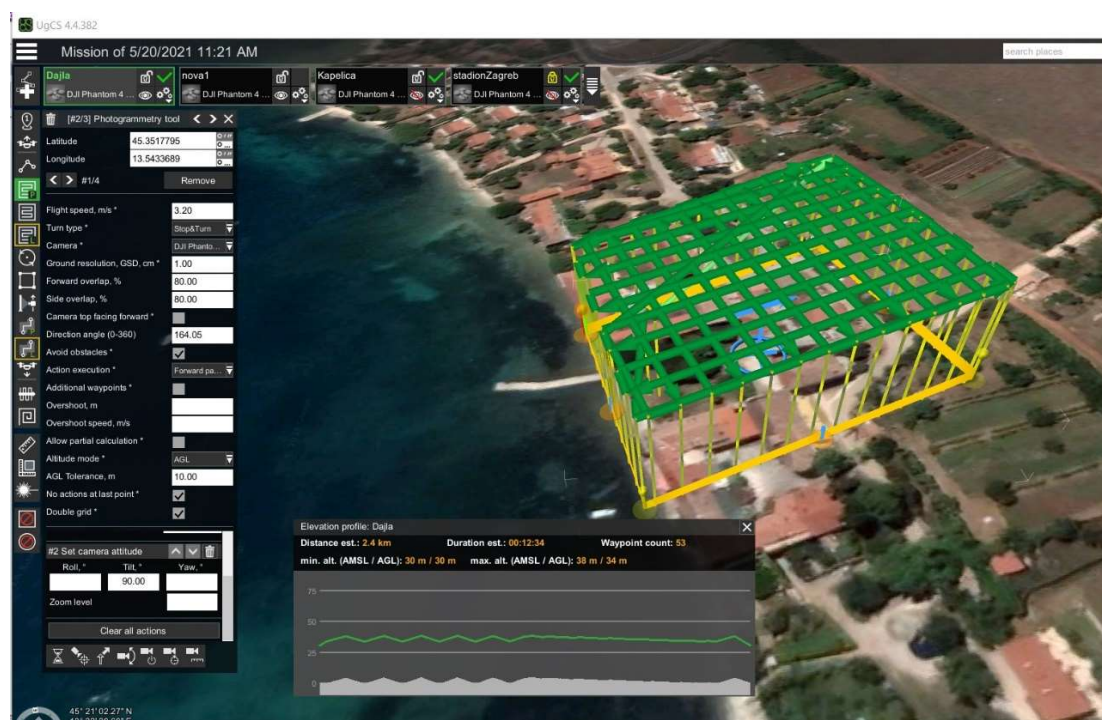 UgCS 4.4.382
Mission of 5/20/2021 11:21 AM
search places
Dajla
DJI Phantom 4 ...
nova1
DJI Phantom 4 ...
Kapelica
DJI Phantom 4 ...
stadionZagreb
DJI Phantom 4 ...
[#2/3] Photogrammetry tool
Latitude 45.3517795
Longitude 13.5433689
#1/4 Remove
Flight speed, m/s * 3.20
Turn type * Stop&Turn
Camera * DJI Phanto...
Ground resolution, GSD, cm * 1.00
Forward overlap, % 80.00
Side overlap, % 80.00
Camera top facing forward *
Direction angle (0-360) 164.05
Avoid obstacles *
Action execution * Forward pa...
Additional waypoints *
Overshoot, m
Overshoot speed, m/s
Allow partial calculation *
Altitude mode * AGL
AGL Tolerance, m 10.00
No actions at last point *
Double grid *
#2 Set camera attitude
Roll, ° Tilt, ° Yaw, °
90.00
Zoom level
Clear all actions
Elevation profile: Dajla
Distance est.: 2.4 km Duration est.: 00:12:34 Waypoint count: 53
min. alt. (AMSL / AGL): 30 m / 30 m max. alt. (AMSL / AGL): 38 m / 34 m
75
50
25
0
45° 21' 02.27" N